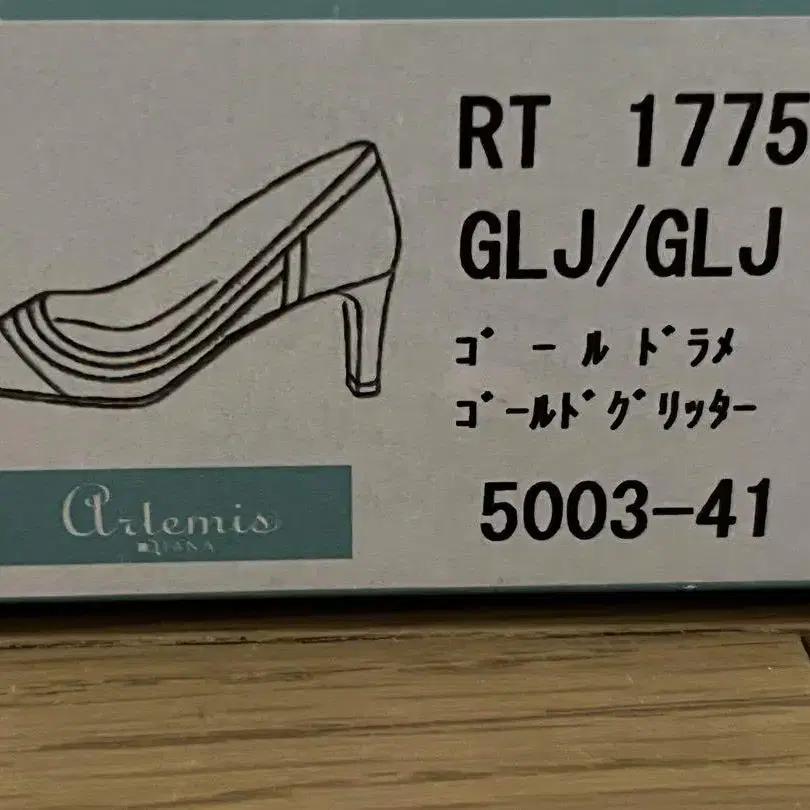 RT 1775
GLJ/GLJ
ｺﾞｰﾙﾄﾞﾗﾒ
ｺﾞｰﾙﾄﾞｸﾞﾘｯﾀｰ
5003-41
Artemis
DIANA